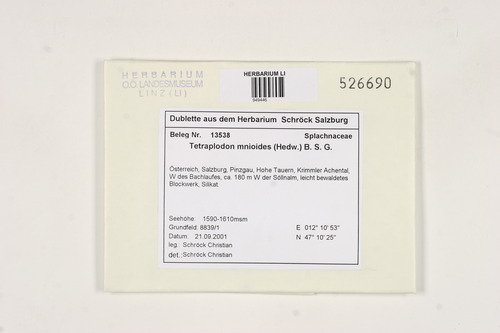 HERBARIUM
O.Ö. LANDESMUSEUM
LINZ (LI)
HERBARIUM LI
526690
Dublette aus dem Herbarium Schröck Salzburg
Beleg Nr. 13538 Splachnaceae
Tetraplodon mnioides (Hedw.) B. S. G.
Österreich, Salzburg, Pinzgau, Hohe Tauern, Krimmler Achental,
W des Bachlaufes, ca. 180 m W der Söllnalm, leicht bewaldetes
Blockwerk, Silikat.
Seehöhe: 1590-1610msm
Grundfeld: 8839/1 E 012° 10' 53"
Datum: 21.09.2001 N 47° 10' 25"
leg.: Schröck Christian
det.: Schröck Christian